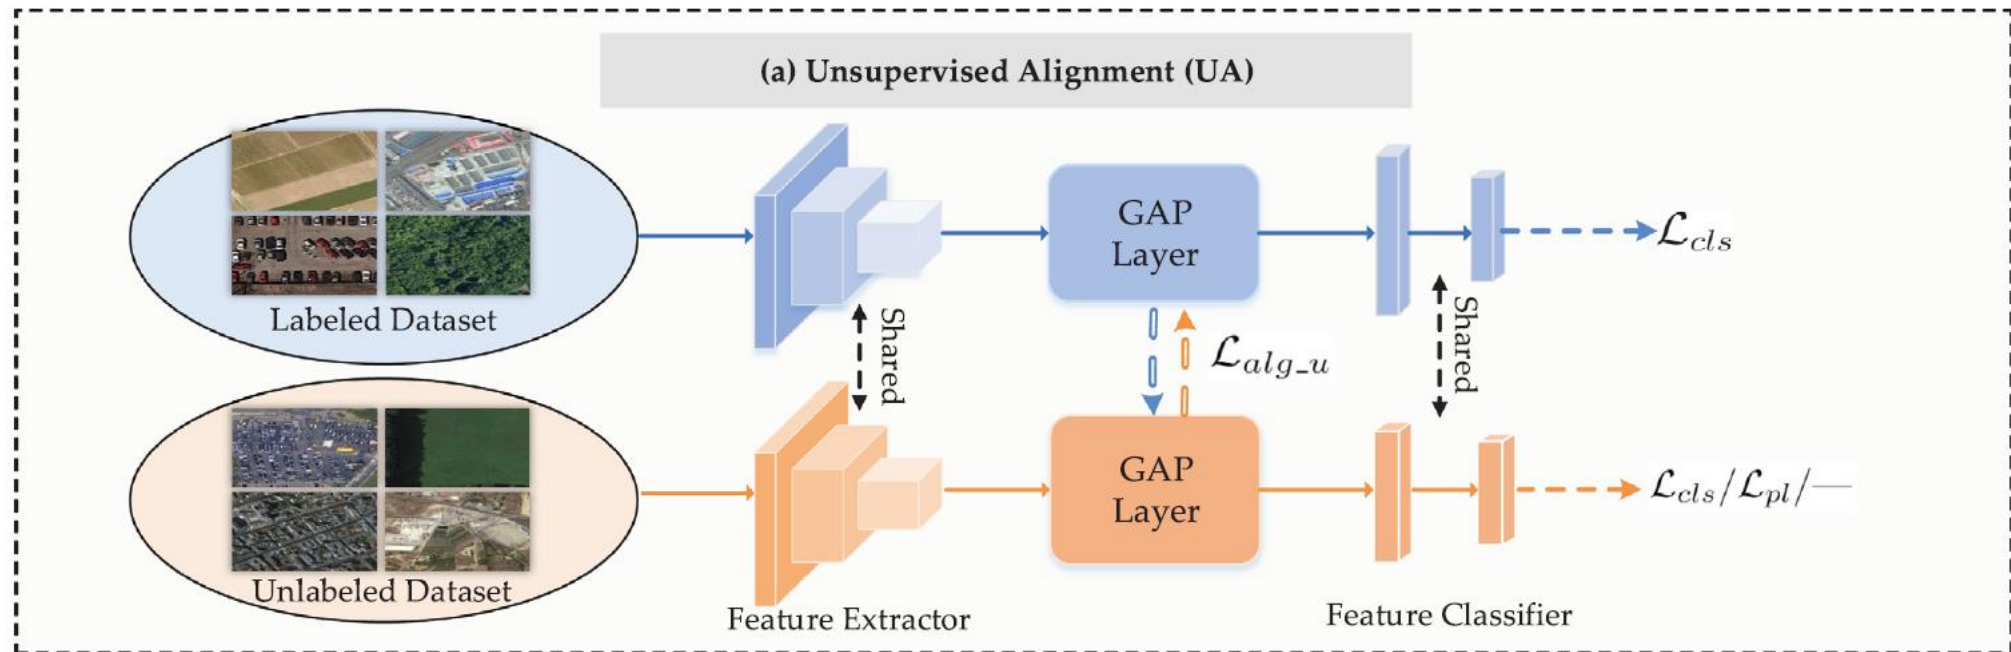 (a) Unsupervised Alignment (UA)
Labeled Dataset
GAP
Layer
ℒcls
Shared
ℒalg_u
Shared
Unlabeled Dataset
GAP
Layer
ℒcls/ℒpl/—
Feature Extractor
Feature Classifier